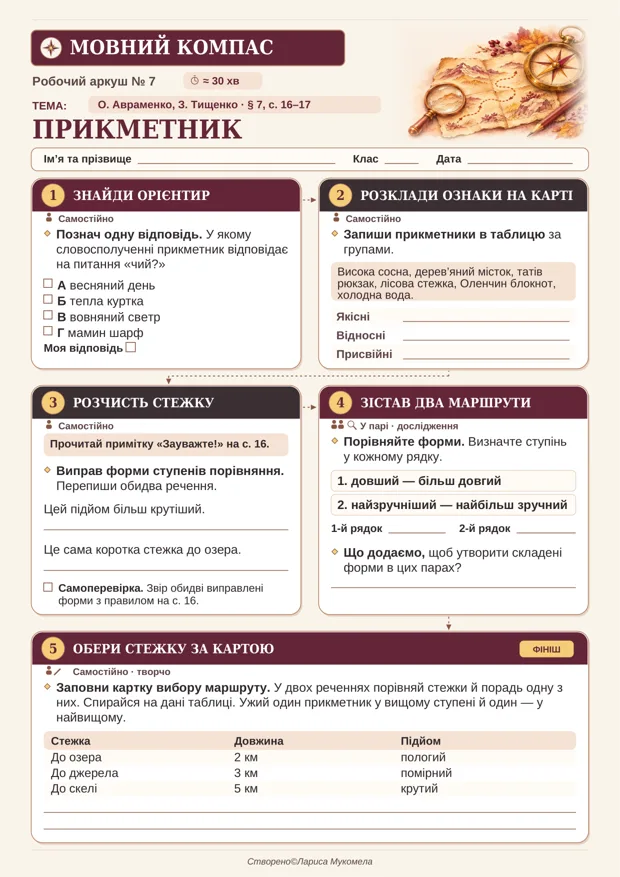 МОВНИЙ КОМПАС
Робочий аркуш № 7
≈ 30 хв
ТЕМА:
О. Авраменко, З. Тищенко · § 7, с. 16–17
ПРИКМЕТНИК
Ім’я та прізвище
Клас
Дата
1 ЗНАЙДИ ОРІЄНТИР
Самостійно
Познач одну відповідь. У якому
словосполученні прикметник відповідає
на питання «чий?»
А весняний день
Б тепла куртка
В вовняний светр
Г мамин шарф
Моя відповідь
2 РОЗКЛАДИ ОЗНАКИ НА КАРТІ
Самостійно
Запиши прикметники в таблицю за
групами.
Висока сосна, дерев’яний місток, татів
рюкзак, лісова стежка, Оленчин блокнот,
холодна вода.
Якісні
Відносні
Присвійні
3 РОЗЧИСТЬ СТЕЖКУ
Самостійно
Прочитай примітку «Зауважте!» на с. 16.
Виправ форми ступенів порівняння.
Перепиши обидва речення.
Цей підйом більш крутіший.
Це сама коротка стежка до озера.
Самоперевірка. Звір обидві виправлені
форми з правилом на с. 16.
4 ЗІСТАВ ДВА МАРШРУТИ
У парі · дослідження
Порівняйте форми. Визначте ступінь
у кожному рядку.
1. довший — більш довгий
2. найзручніший — найбільш зручний
1-й рядок
2-й рядок
Що додаємо, щоб утворити складені
форми в цих парах?
5 ОБЕРИ СТЕЖКУ ЗА КАРТОЮ
ФІНІШ
Самостійно · творчо
Заповни картку вибору маршруту. У двох реченнях порівняй стежки й порадь одну з
них. Спирайся на дані таблиці. Ужий один прикметник у вищому ступені й один — у
найвищому.
Стежка Довжина Підйом
До озера 2 км пологий
До джерела 3 км помірний
До скелі 5 км крутий
Створено©Лариса Мукомела